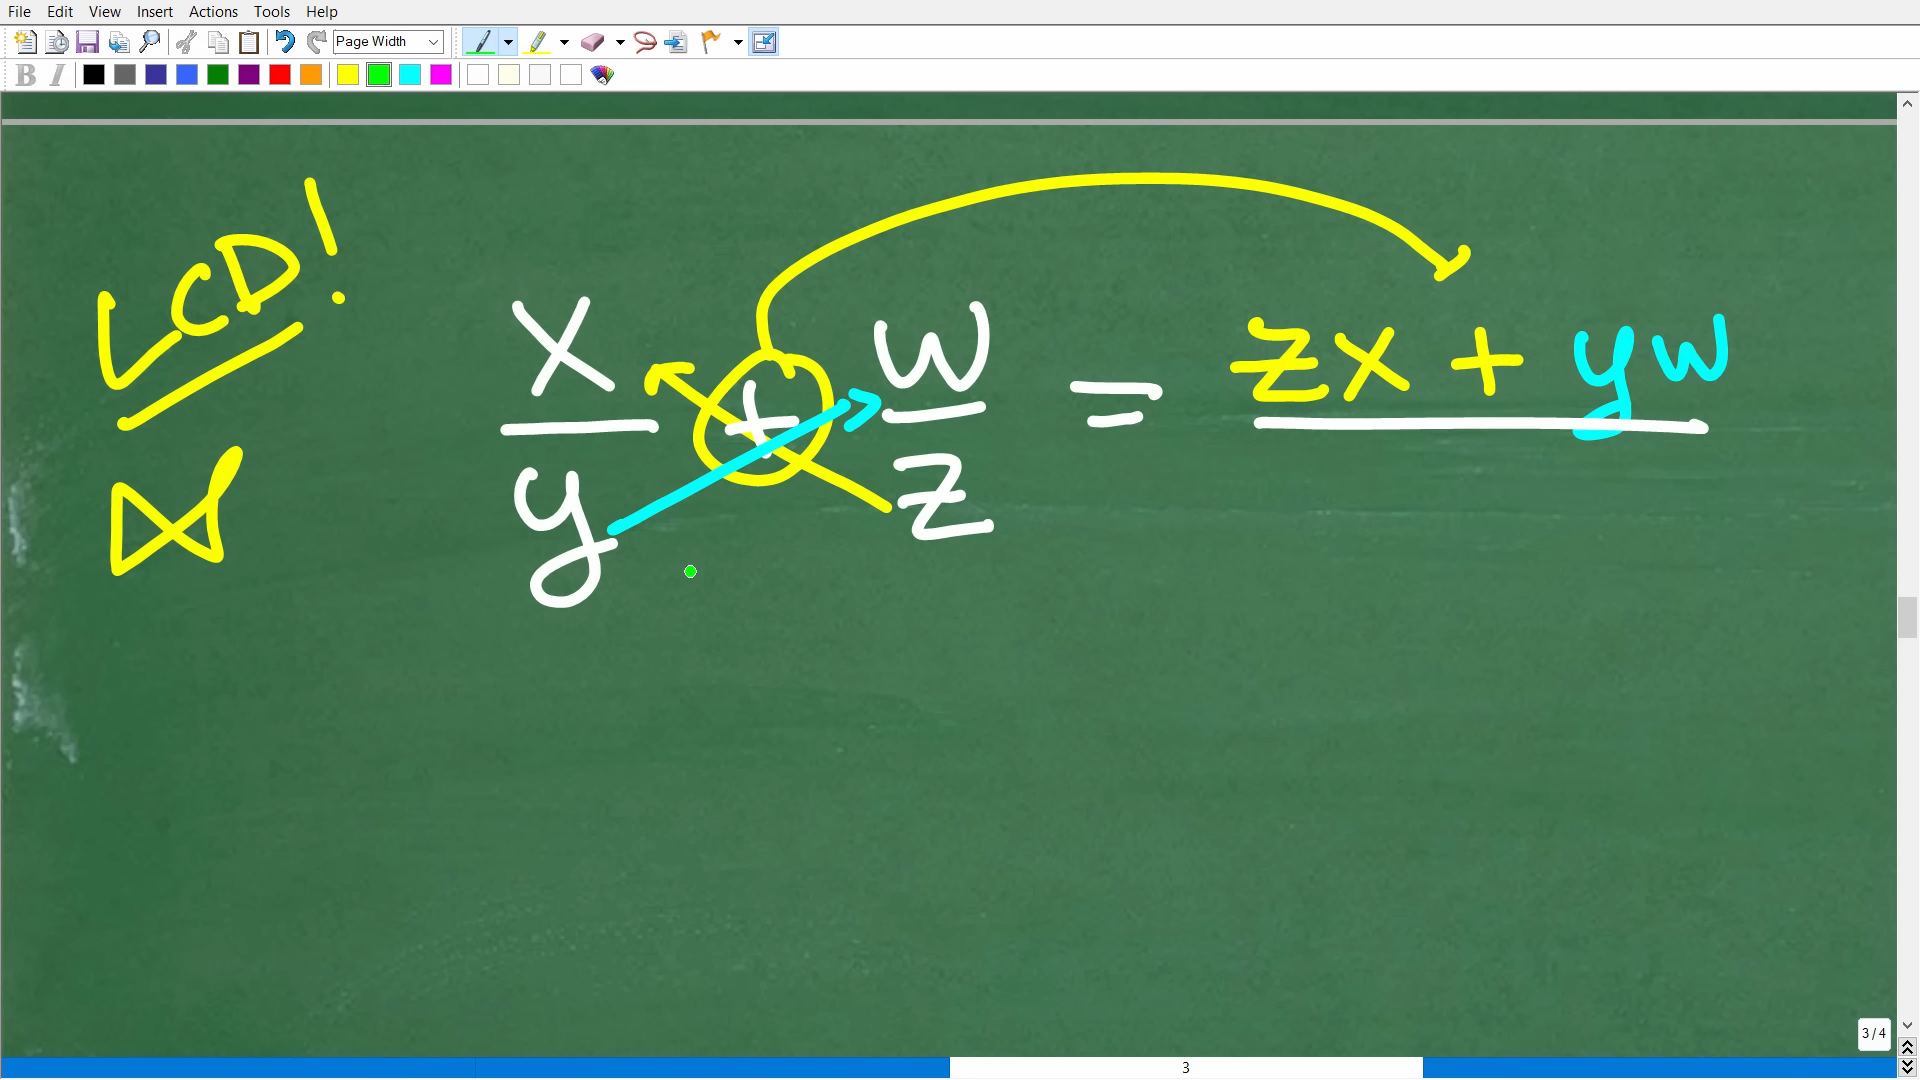 File Edit View Insert Actions Tools Help
Page Width
B I
LCD!
x/y + w/z = zx + yw
3 / 4
3